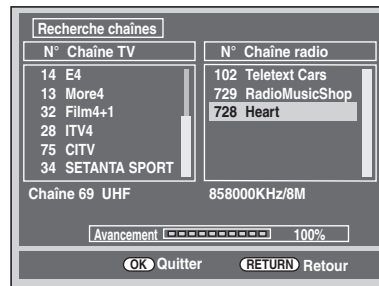 Recherche chaînes
N° Chaîne TV
14 E4
13 More4
32 Film4+1
28 ITV4
75 CITV
34 SETANTA SPORT
N° Chaîne radio
102 Teletext Cars
729 RadioMusicShop
728 Heart
Chaîne 69 UHF 858000KHz/8M
Avancement 100%
OK Quitter RETURN Retour